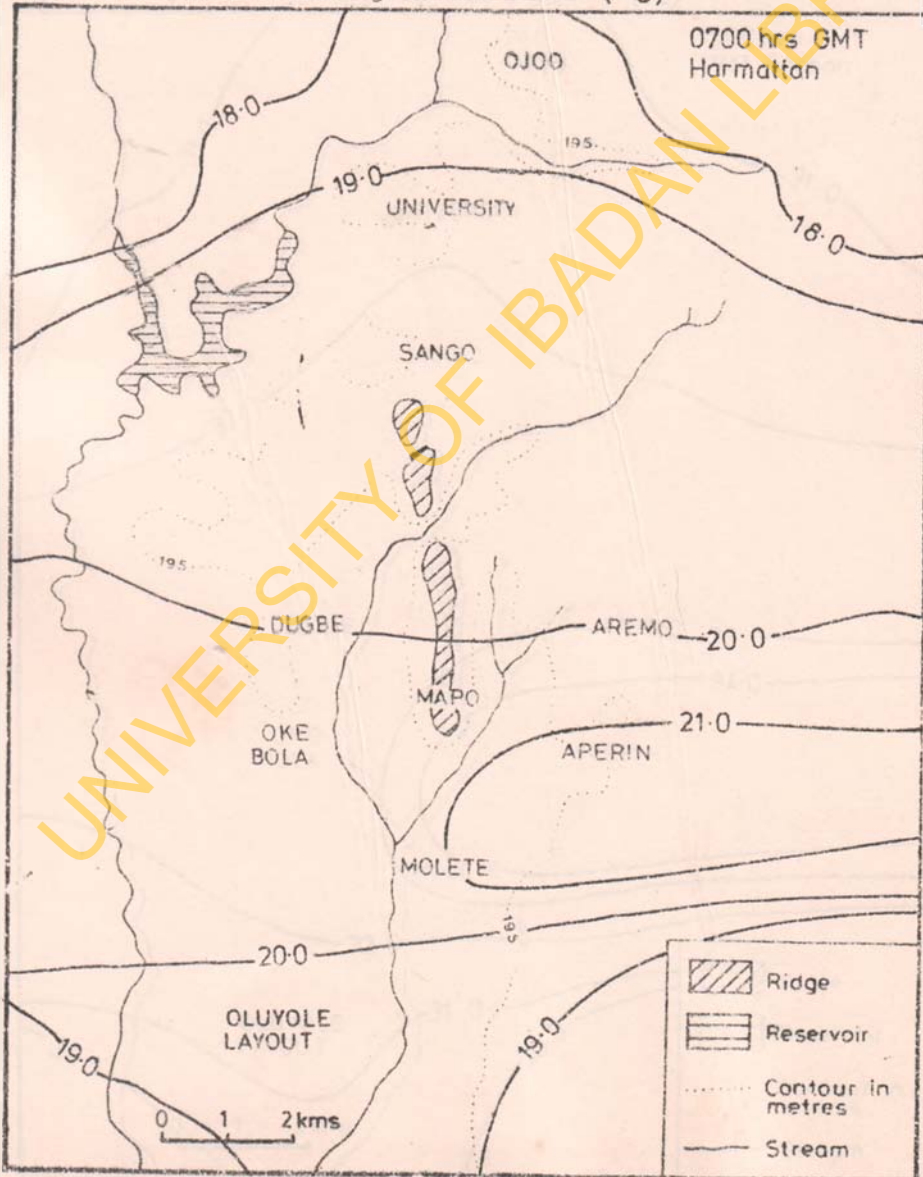 0700 hrs GMT
Harmattan
OJOO
18·0
195
19·0
UNIVERSITY
18·0
SANGO
195
DUGBE
AREMO
20·0
MAPO
21·0
OKE
BOLA
APERIN
MOLETE
195
20·0
OLUYOLE
LAYOUT
19·0
19·0
0 1 2 kms
Ridge
Reservoir
Contour in
metres
Stream
UNIVERSITY OF IBADAN LIB